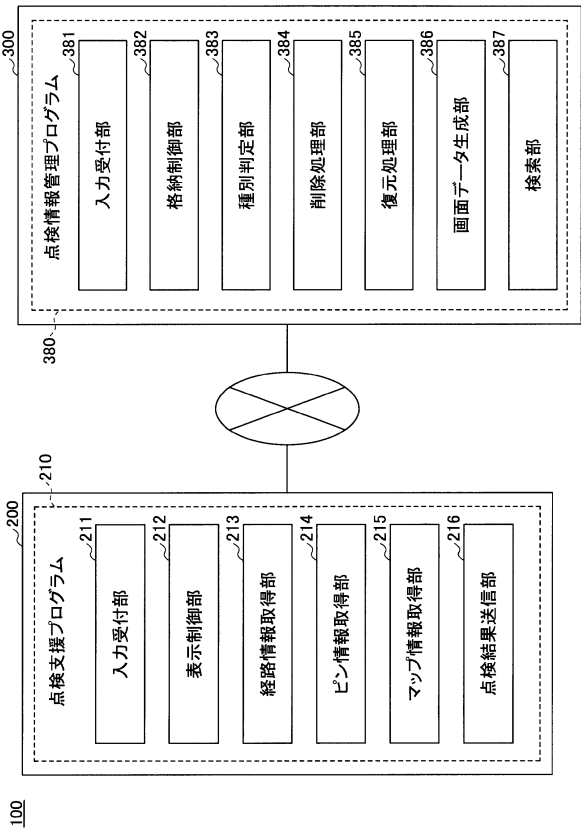 100
200
210
点検支援プログラム
211
入力受付部
212
表示制御部
213
経路情報取得部
214
ピン情報取得部
215
マップ情報取得部
216
点検結果送信部
300
380
点検情報管理プログラム
381
入力受付部
382
格納制御部
383
種別判定部
384
削除処理部
385
復元処理部
386
画面データ生成部
387
検索部